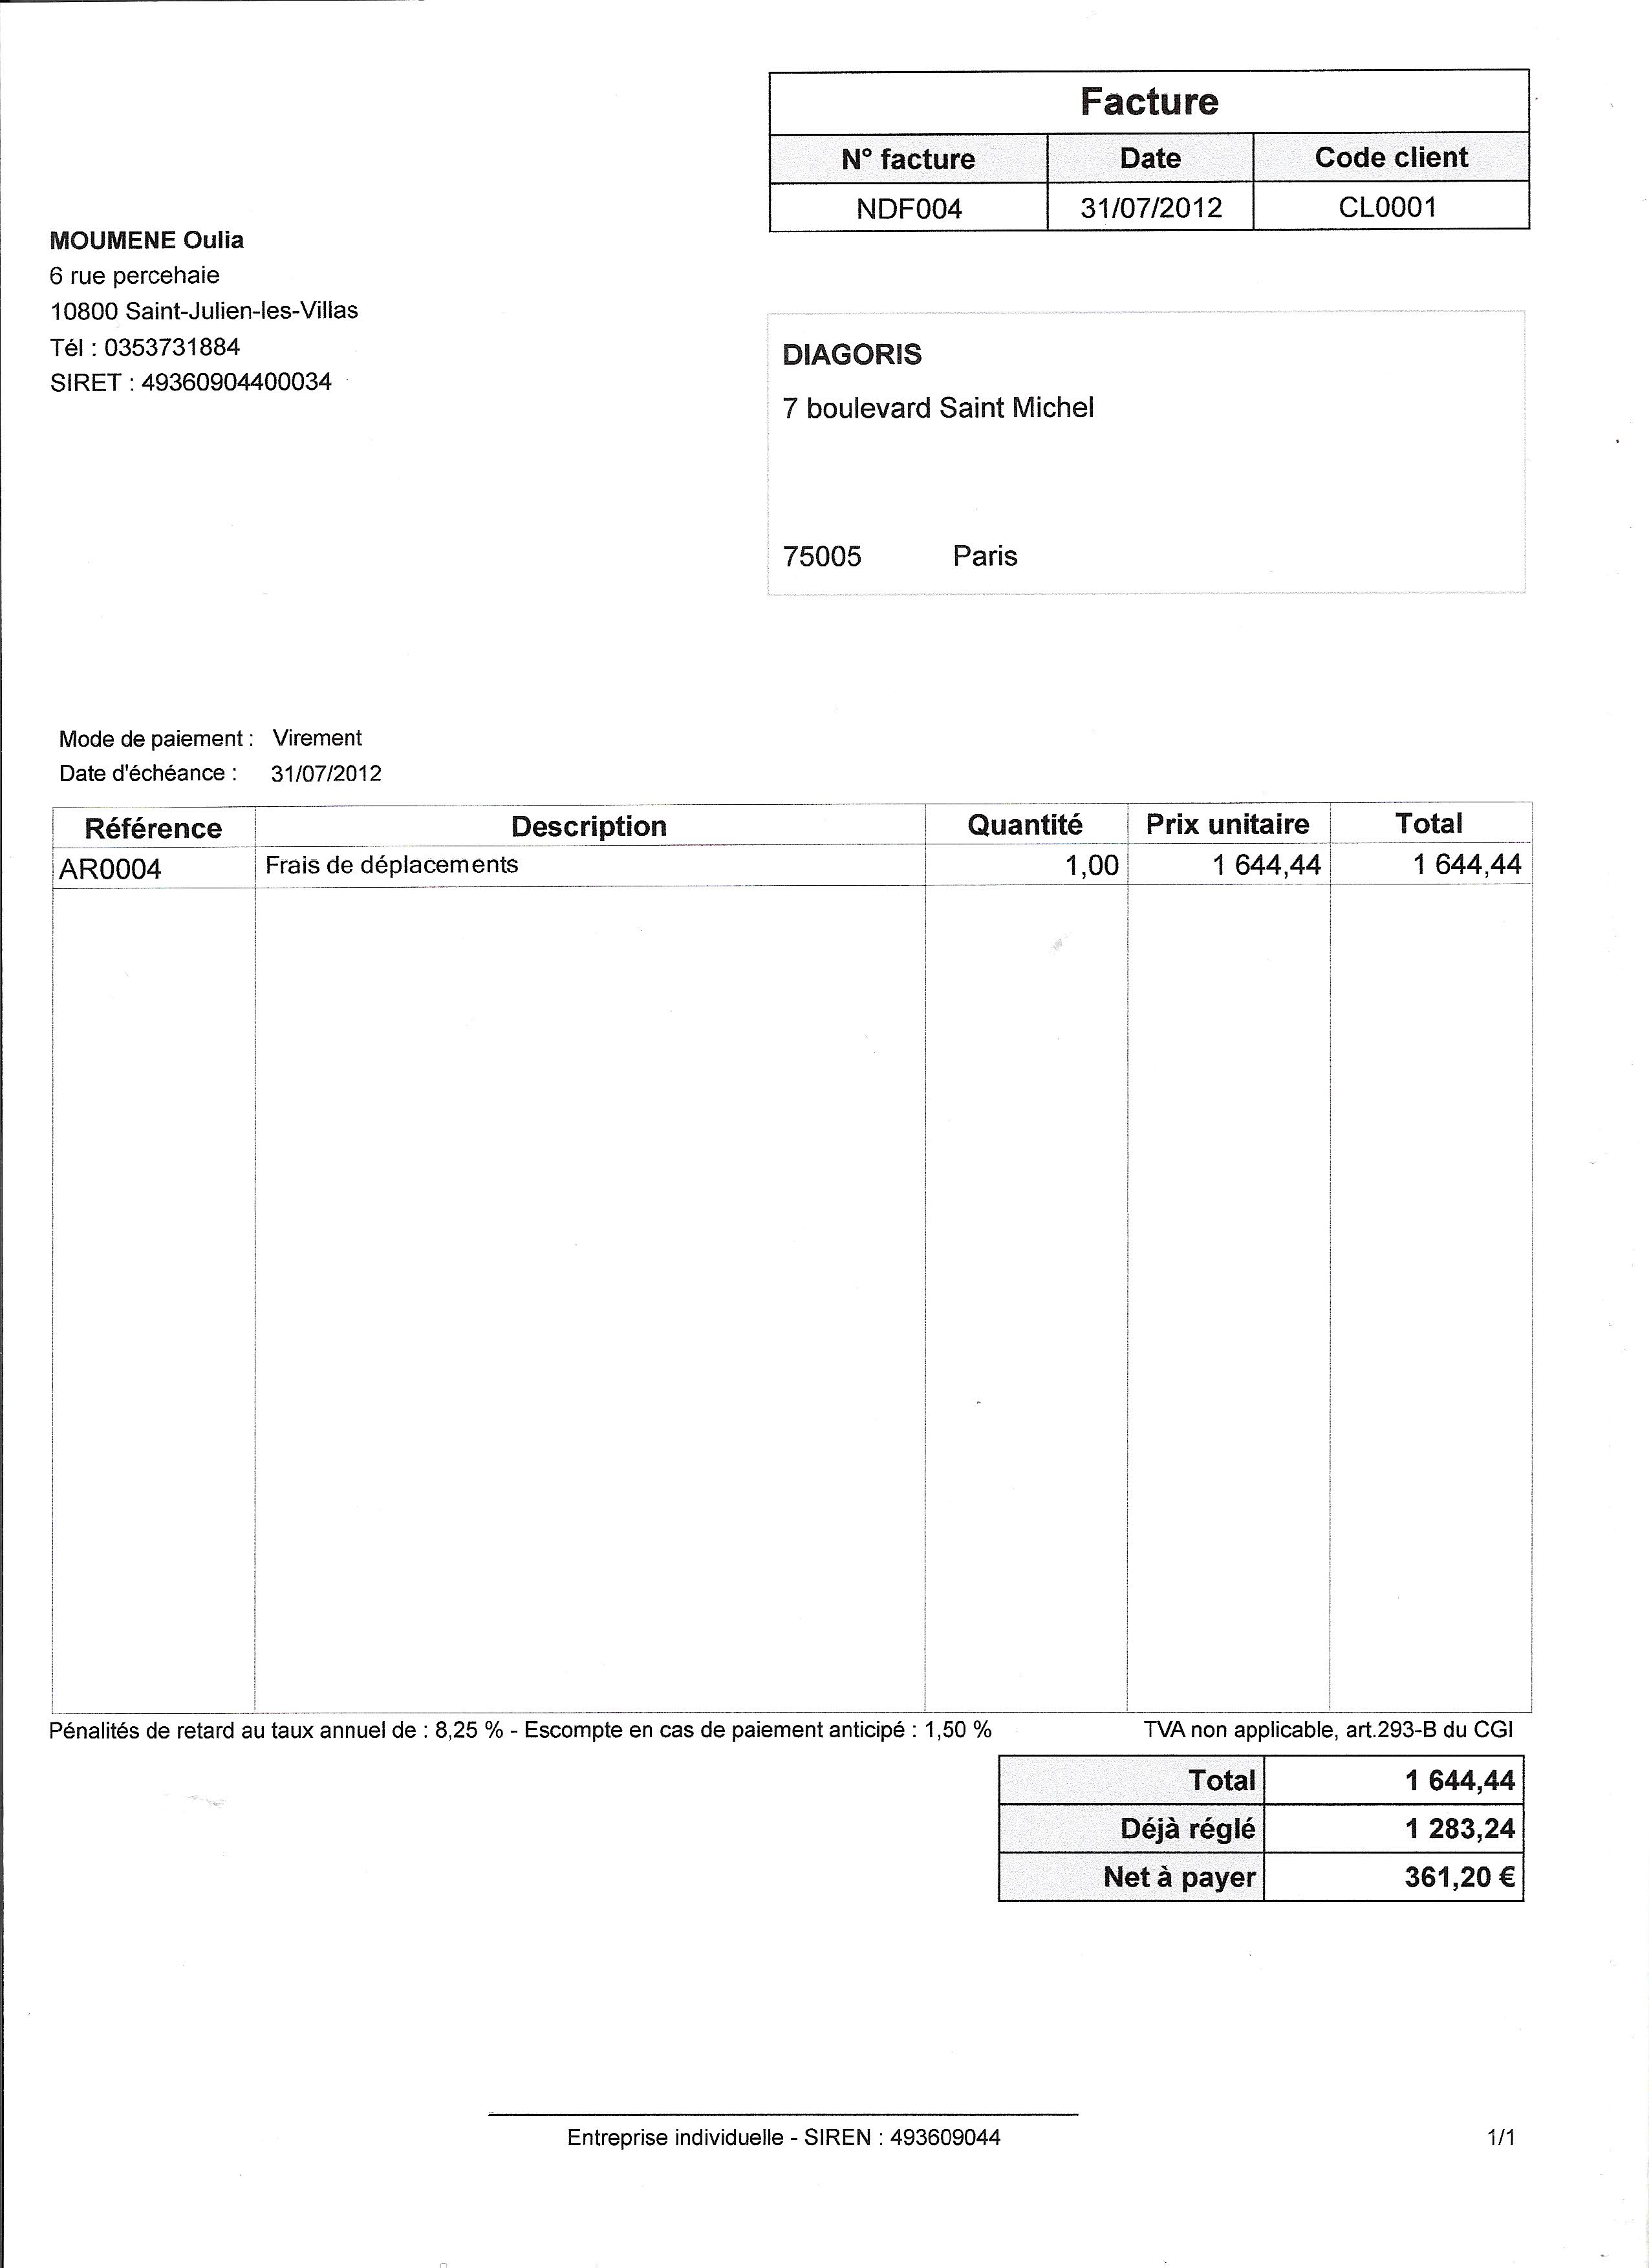 Facture
N° facture Date Code client
NDF004 31/07/2012 CL0001
MOUMENE Oulia
6 rue percehaie
10800 Saint-Julien-les-Villas
Tél : 0353731884
SIRET : 49360904400034
DIAGORIS
7 boulevard Saint Michel
75005 Paris
Mode de paiement : Virement
Date d'échéance : 31/07/2012
Référence Description Quantité Prix unitaire Total
AR0004 Frais de déplacements 1,00 1 644,44 1 644,44
Pénalités de retard au taux annuel de : 8,25 % - Escompte en cas de paiement anticipé : 1,50 % TVA non applicable, art.293-B du CGI
Total 1 644,44
Déjà réglé 1 283,24
Net à payer 361,20 €
Entreprise individuelle - SIREN : 493609044 1/1